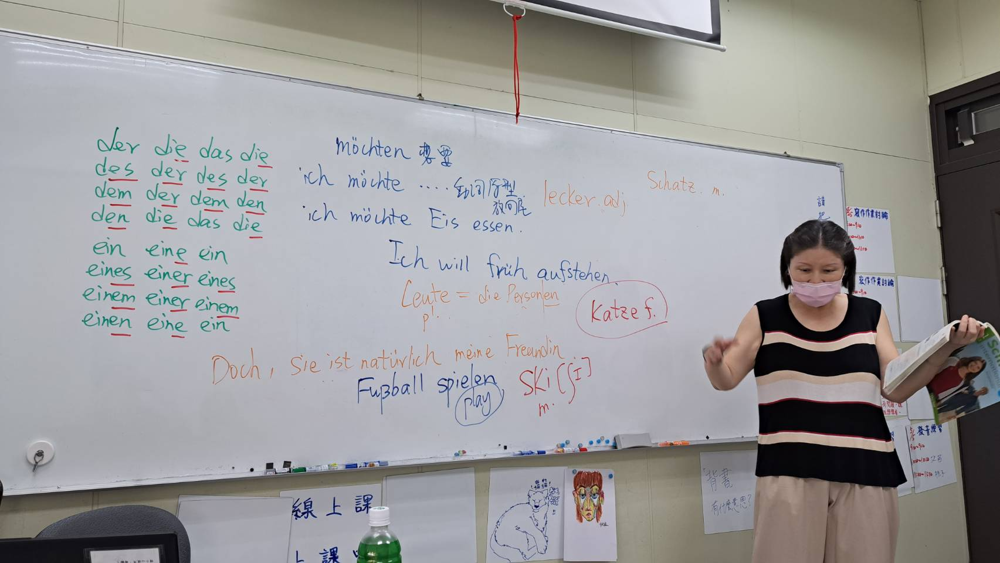 der die das die
des der des der
dem der dem den
den die das die
ein eine ein
eines einer eines
einem einer einem
einen eine ein
möchten 想要
ich möchte .... 動詞原型
放句尾
ich möchte Eis essen.
lecker. adj.
Schatz. m.
Ich will früh aufstehen.
Leute = die Personen
pl...
Katze f.
Doch, sie ist natürlich meine Freundin
Fußball spielen
play
Ski [ʃI]
m.
請
把
寫作作業討論
寫作作業討論
5/5 發音練習
線上課
上課
背書
有什麼意思?